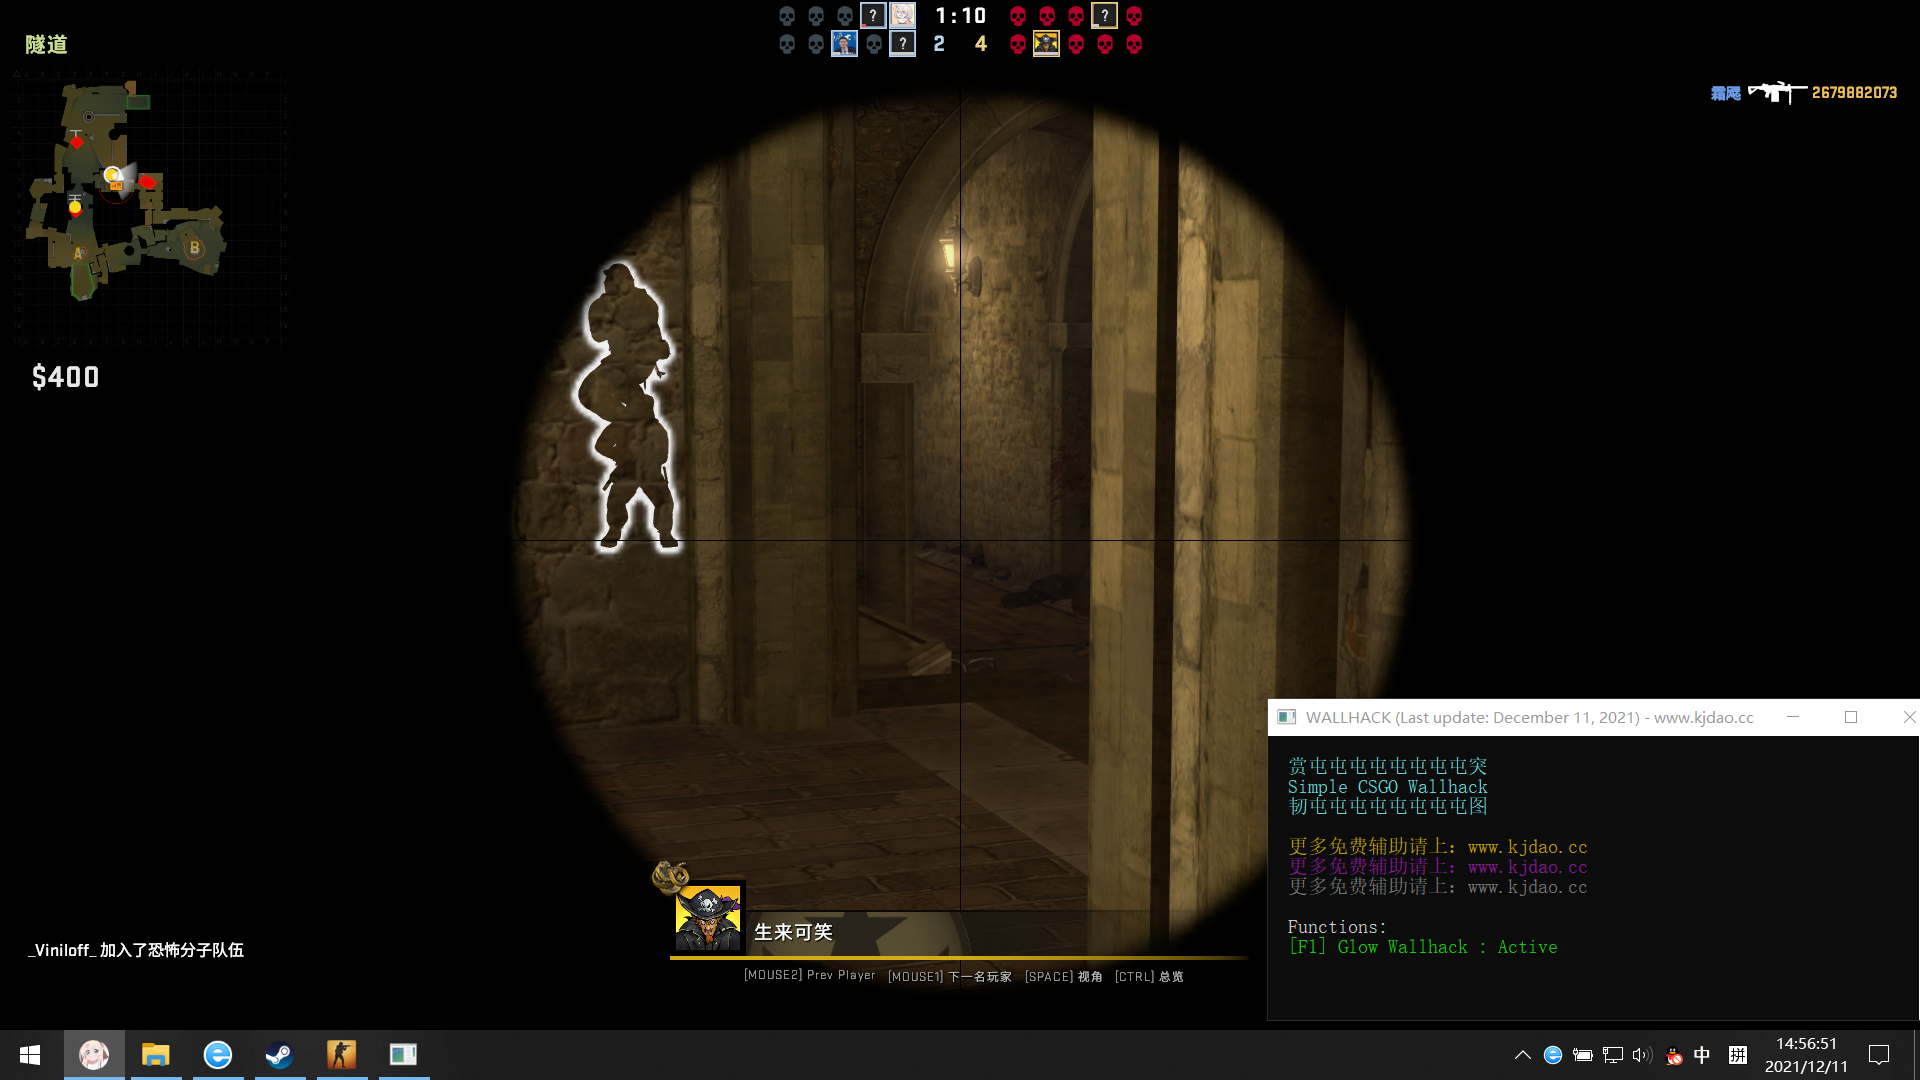 1:10
2 4
?
?
?
隧道
A
B
$400
霜飔 2679882073
WALLHACK (Last update: December 11, 2021) - www.kjdao.cc
赏屯屯屯屯屯屯屯屯突
Simple CSGO Wallhack
韧屯屯屯屯屯屯屯屯图
更多免费辅助请上: www.kjdao.cc
更多免费辅助请上: www.kjdao.cc
更多免费辅助请上: www.kjdao.cc
Functions:
[F1] Glow Wallhack : Active
生来可笑
_Viniloff_ 加入了恐怖分子队伍
[MOUSE2] Prev Player [MOUSE1] 下一名玩家 [SPACE] 视角 [CTRL] 总览
中 拼 14:56:51
2021/12/11